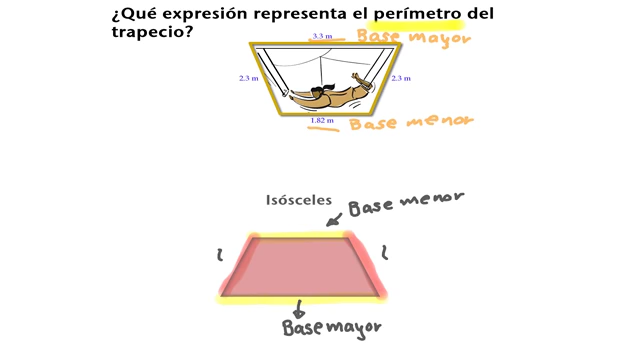 ¿Qué expresión representa el perímetro del
trapecio?
3.3 m Base mayor
2.3 m
2.3 m
1.82 m Base menor
Isósceles
Base menor
l
l
Base mayor